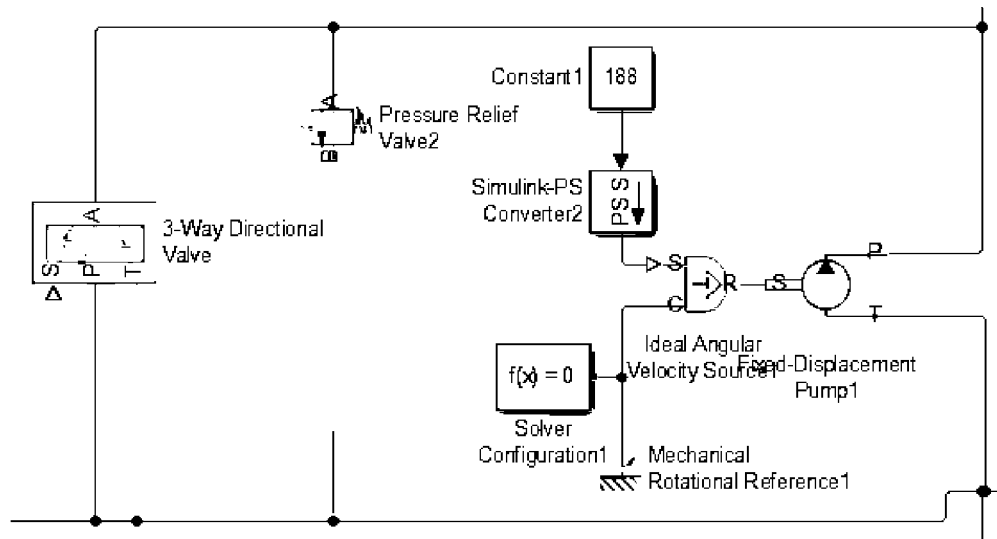 Constant1
188
A
Pressure Relief
Valve2
B
Simulink-PS
Converter2
PS S
A
3-Way Directional
Valve
S
P
T
S
R
C
S
P
T
Ideal Angular
Velocity Source1
Fixed-Displacement
Pump1
f(x) = 0
Solver
Configuration1
Mechanical
Rotational Reference1